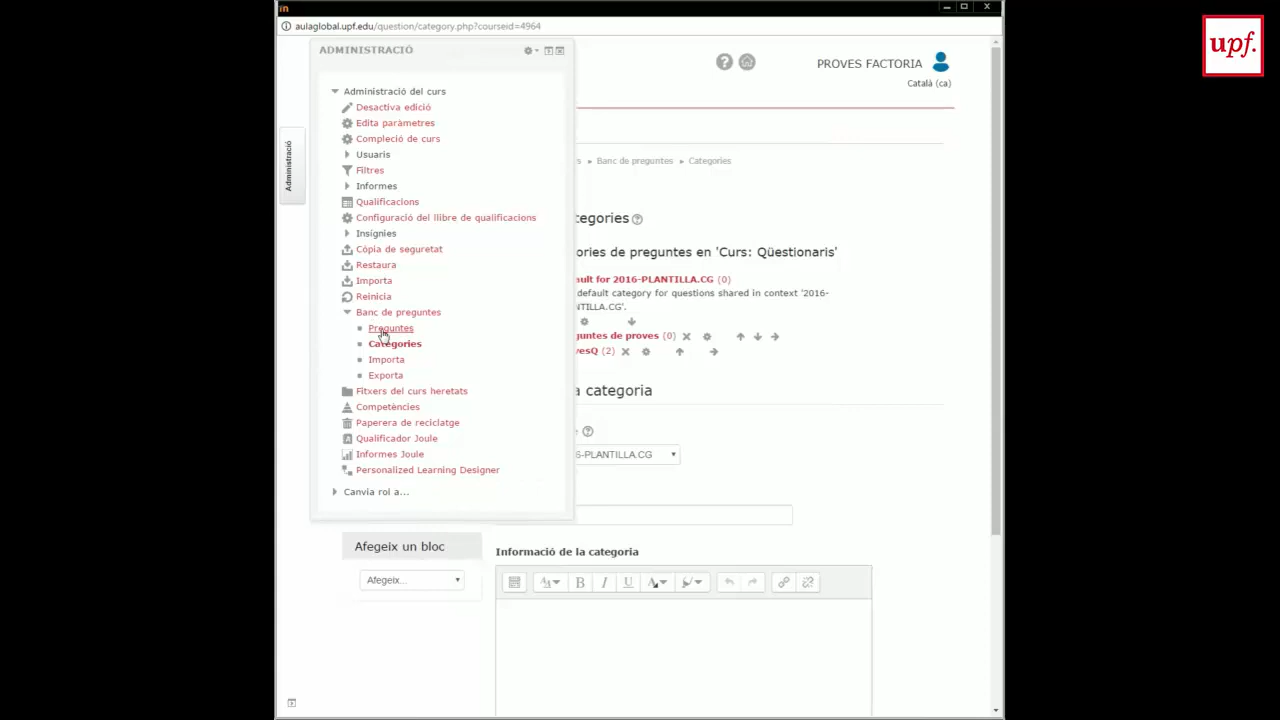 in
aulaglobal.upf.edu/question/category.php?courseid=4964
upf.
ADMINISTRACIÓ
PROVES FACTORIA
Català (ca)
Administració
Administració del curs
Desactiva edició
Edita paràmetres
Compleció de curs
Usuaris
Filtres
Informes
Qualificacions
Configuració del llibre de qualificacions
Insígnies
Còpia de seguretat
Restaura
Importa
Reinicia
Banc de preguntes
Preguntes
Categories
Importa
Exporta
Fitxers del curs heretats
Competències
Paperera de reciclatge
Qualificador Joule
Informes Joule
Personalized Learning Designer
Canvia rol a...
s ▸ Banc de preguntes ▸ Categories
tegories
ories de preguntes en 'Curs: Qüestionaris'
ault for 2016-PLANTILLA.CG (0)
default category for questions shared in context '2016-
NTILLA.CG'.
guntes de proves (0)
vesQ (2)
a categoria
e
6-PLANTILLA.CG
Afegeix un bloc
Afegeix...
Informació de la categoria
B I U